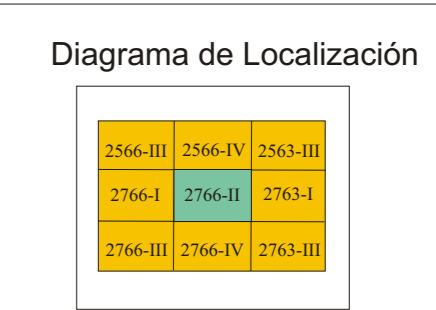 Diagrama de Localización
2566-III 2566-IV 2563-III
2766-I 2766-II 2763-I
2766-III 2766-IV 2763-III